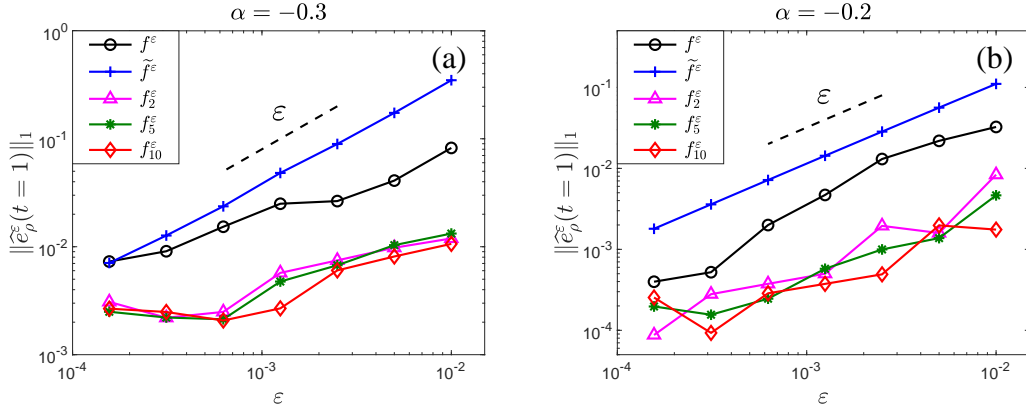 α = −0.3
(a)
10^0
10^-1
10^-2
10^-3
10^-4
10^-3
10^-2
‖ê_ρ^ε(t = 1)‖_1
ε
ε
f^ε
f̃^ε
f_2^ε
f_5^ε
f_10^ε
α = −0.2
(b)
10^-1
10^-2
10^-3
10^-4
10^-4
10^-3
10^-2
‖ê_ρ^ε(t = 1)‖_1
ε
ε
f^ε
f̃^ε
f_2^ε
f_5^ε
f_10^ε